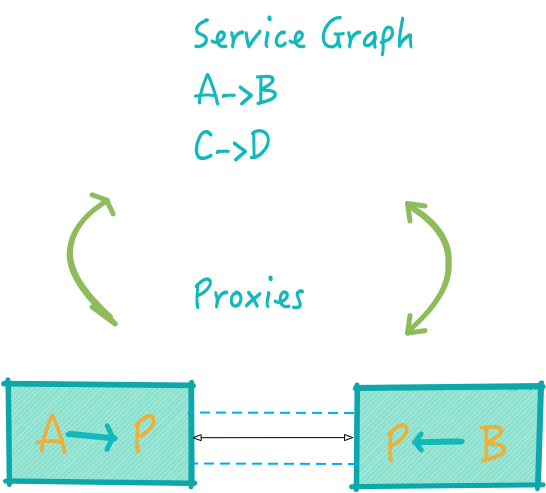 Service Graph
A->B
C->D
Proxies
A → P
P ← B